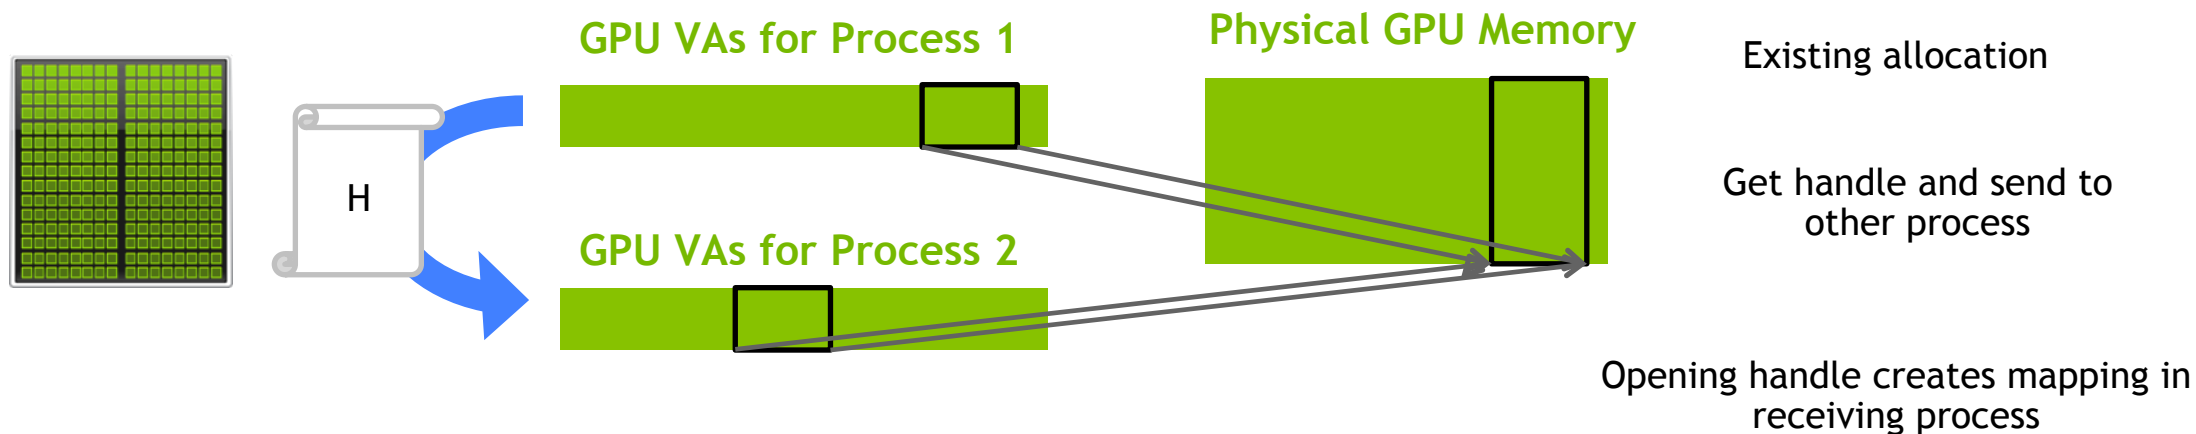 GPU VAs for Process 1
Physical GPU Memory
Existing allocation
H
Get handle and send to
other process
GPU VAs for Process 2
Opening handle creates mapping in
receiving process